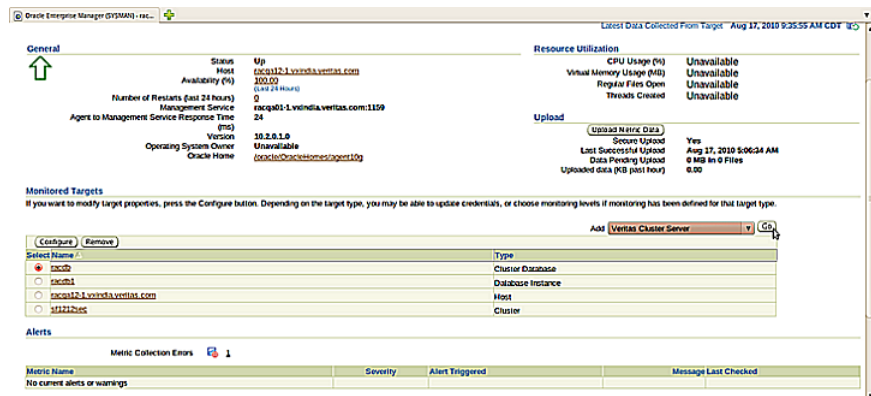 Oracle Enterprise Manager (SYSMAN) - rac...
Latest Data Collected From Target Aug 17, 2010 9:35:55 AM CDT
General
Status Up
Host racqa12-1.vxindia.veritas.com
Availability (%) 100.00
(Last 24 Hours)
Number of Restarts (last 24 hours) 0
Management Service racqa01-1.vxindia.veritas.com:1159
Agent to Management Service Response Time (ms) 24
Version 10.2.0.1.0
Operating System Owner Unavailable
Oracle Home /oracle/OracleHomes/agent10g
Resource Utilization
CPU Usage (%) Unavailable
Virtual Memory Usage (MB) Unavailable
Regular Files Open Unavailable
Threads Created Unavailable
Upload
Upload Metric Data
Secure Upload Yes
Last Successful Upload Aug 17, 2010 5:06:34 AM
Data Pending Upload 0 MB in 0 Files
Uploaded data (KB past hour) 0.00
Monitored Targets
If you want to modify target properties, press the Configure button. Depending on the target type, you may be able to update credentials, or choose monitoring levels if monitoring has been defined for that target type.
Add Veritas Cluster Server Go
Configure Remove
Select Name Type
racdb Cluster Database
racdb1 Database Instance
racqa12-1.vxindia.veritas.com Host
sf1212sec Cluster
Alerts
Metric Collection Errors 1
Metric Name Severity Alert Triggered Message Last Checked
No current alerts or warnings